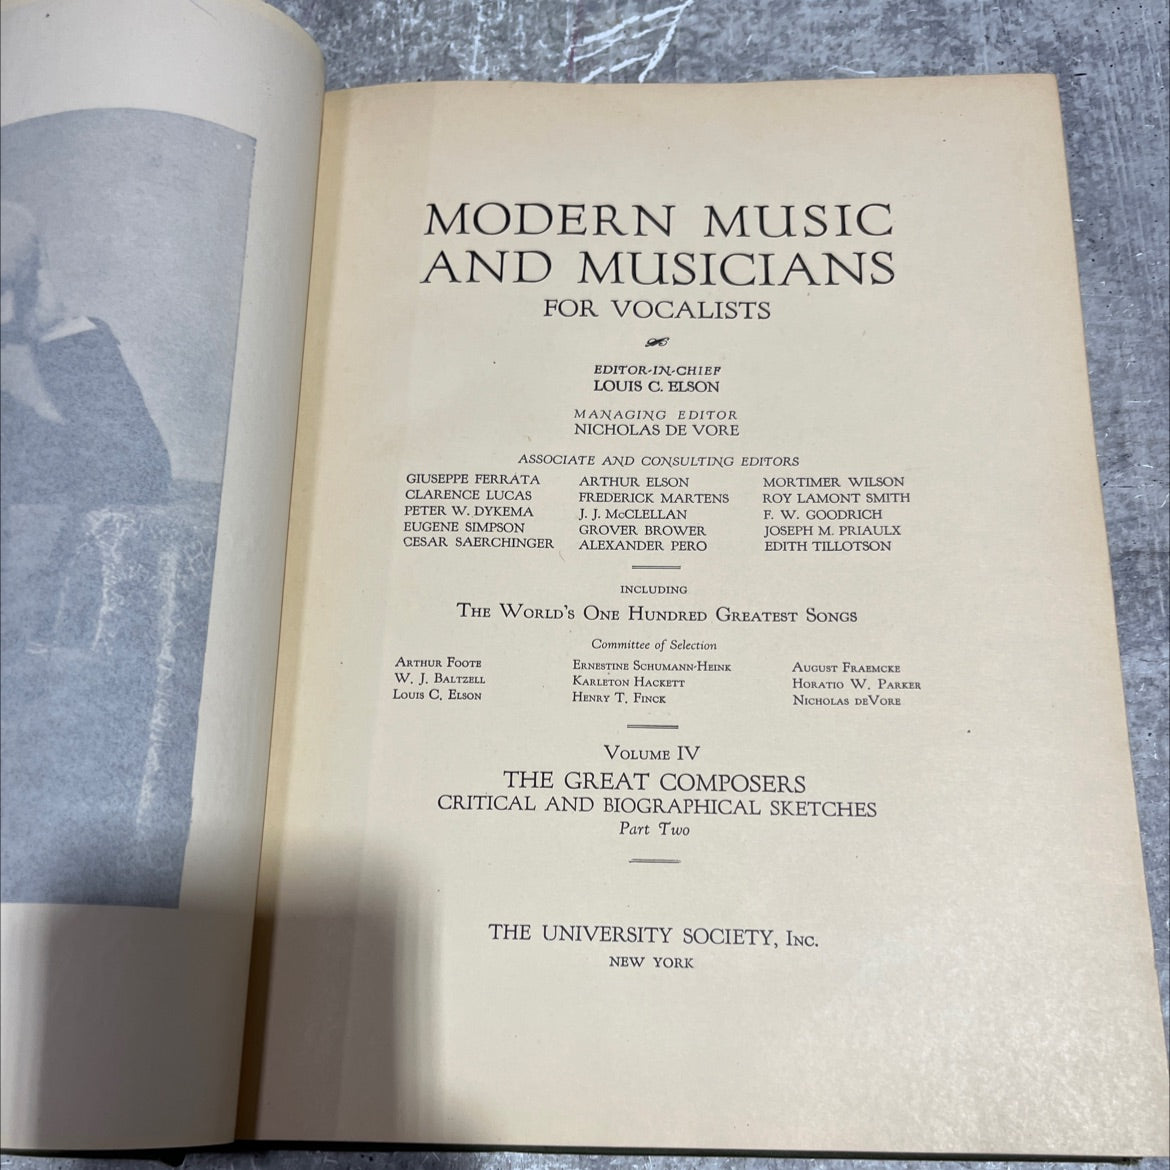 MODERN MUSIC
AND MUSICIANS
FOR VOCALISTS
EDITOR-IN-CHIEF
LOUIS C. ELSON
MANAGING EDITOR
NICHOLAS DE VORE
ASSOCIATE AND CONSULTING EDITORS
GIUSEPPE FERRATA ARTHUR ELSON MORTIMER WILSON
CLARENCE LUCAS FREDERICK MARTENS ROY LAMONT SMITH
PETER W. DYKEMA J. J. McCLELLAN F. W. GOODRICH
EUGENE SIMPSON GROVER BROWER JOSEPH M. PRIAULX
CESAR SAERCHINGER ALEXANDER PERO EDITH TILLOTSON
INCLUDING
THE WORLD'S ONE HUNDRED GREATEST SONGS
Committee of Selection
ARTHUR FOOTE ERNESTINE SCHUMANN-HEINK AUGUST FRAEMCKE
W. J. BALTZELL KARLETON HACKETT HORATIO W. PARKER
LOUIS C. ELSON HENRY T. FINCK NICHOLAS DEVORE
VOLUME IV
THE GREAT COMPOSERS
CRITICAL AND BIOGRAPHICAL SKETCHES
Part Two
THE UNIVERSITY SOCIETY, INC.
NEW YORK